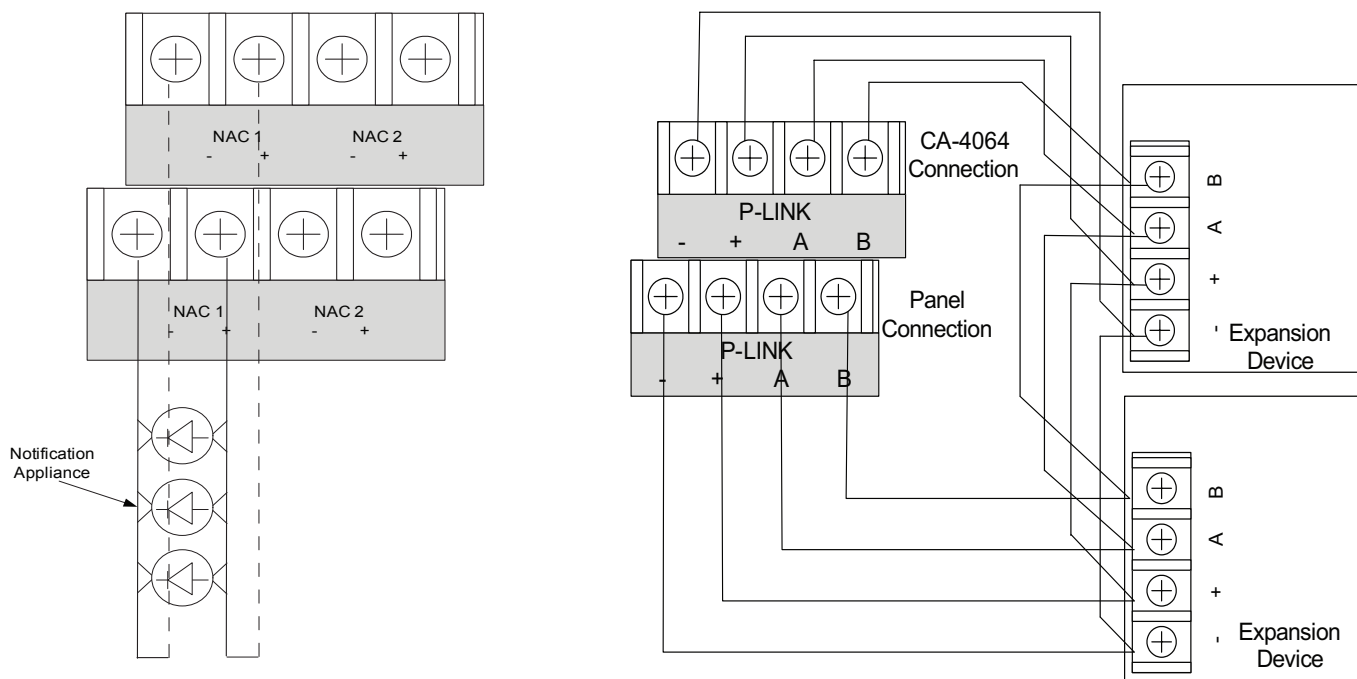 NAC 1 NAC 2
- + - +
NAC 1 NAC 2
- + - +
Notification
Appliance
CA-4064
Connection
P-LINK
- + A B
Panel
Connection
P-LINK
- + A B
B
A
+
-
Expansion
Device
B
A
+
-
Expansion
Device